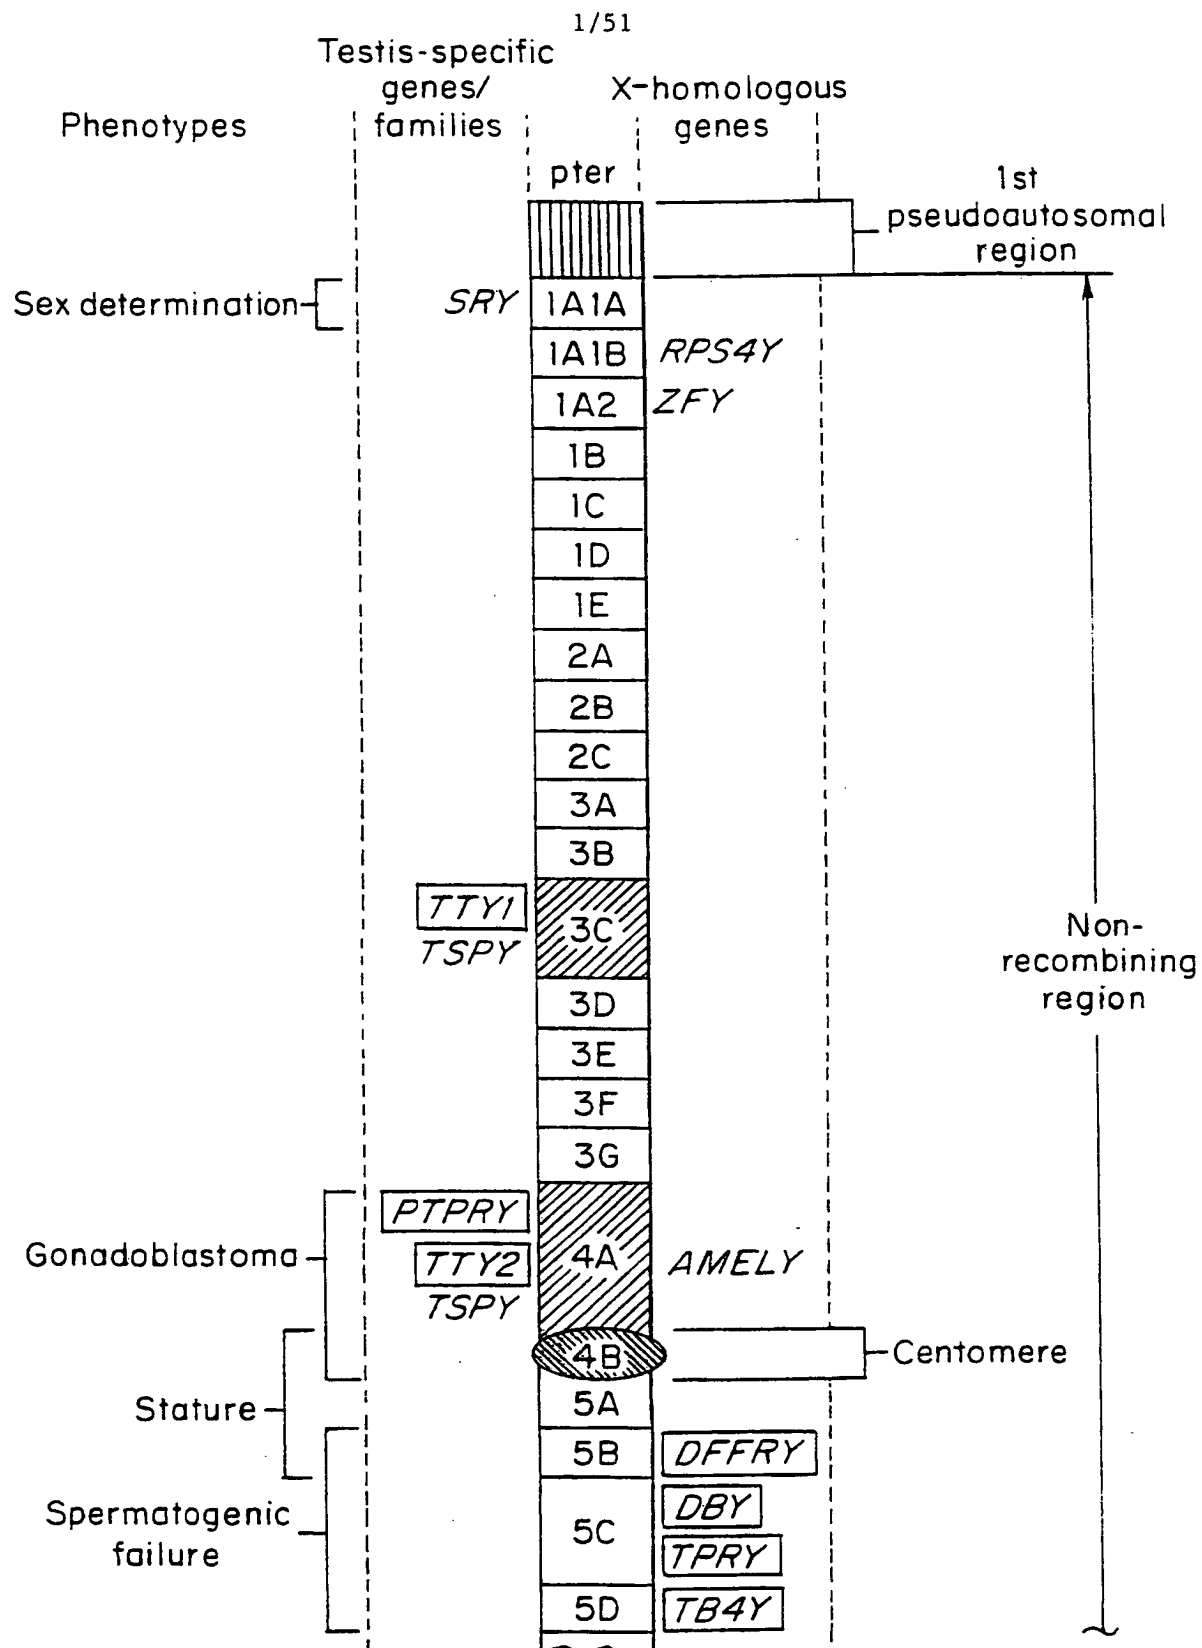 1/51
Testis-specific
genes/
families
X-homologous
genes
Phenotypes
pter
1st
pseudoautosomal
region
Sex determination
SRY
1A1A
1A1B
RPS4Y
1A2
ZFY
1B
1C
1D
1E
2A
2B
2C
3A
3B
TTY1
3C
TSPY
Non-
recombining
region
3D
3E
3F
3G
PTPRY
Gonadoblastoma
TTY2
4A
AMELY
TSPY
4B
Centomere
Stature
5A
5B
DFFRY
DBY
Spermatogenic
failure
5C
TPRY
5D
TB4Y